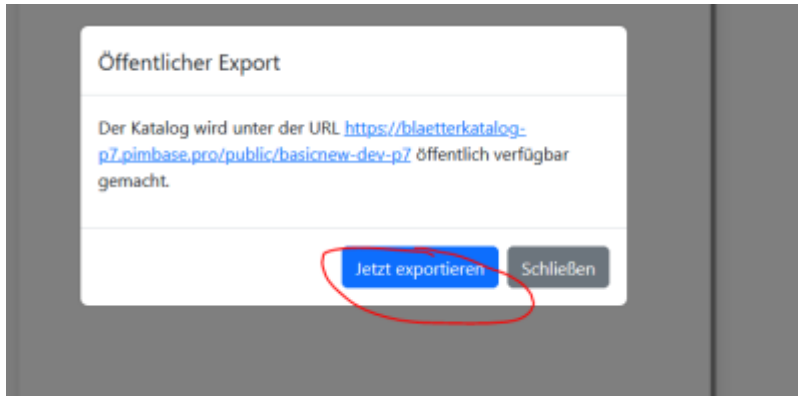 Öffentlicher Export
Der Katalog wird unter der URL https://blaetterkatalog-
p7.pimbase.pro/public/basicnew-dev-p7 öffentlich verfügbar
gemacht.
Jetzt exportieren Schließen